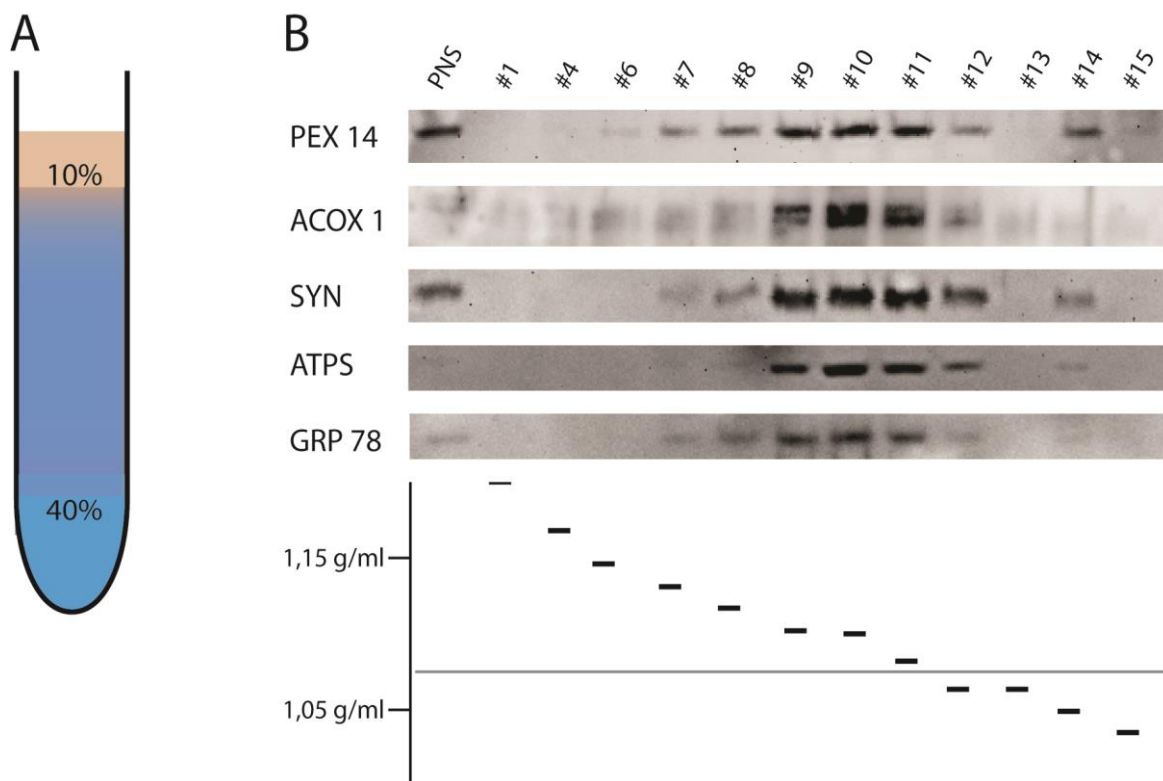 A
10%
40%
B
PNS #1 #4 #6 #7 #8 #9 #10 #11 #12 #13 #14 #15
PEX 14
ACOX 1
SYN
ATPS
GRP 78
1,15 g/ml
1,05 g/ml